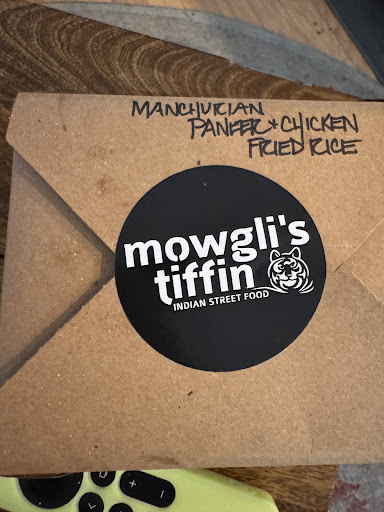 MANCHURIAN
PANEER + CHICKEN
FRIED RICE
mowgli's
tiffin
INDIAN STREET FOOD